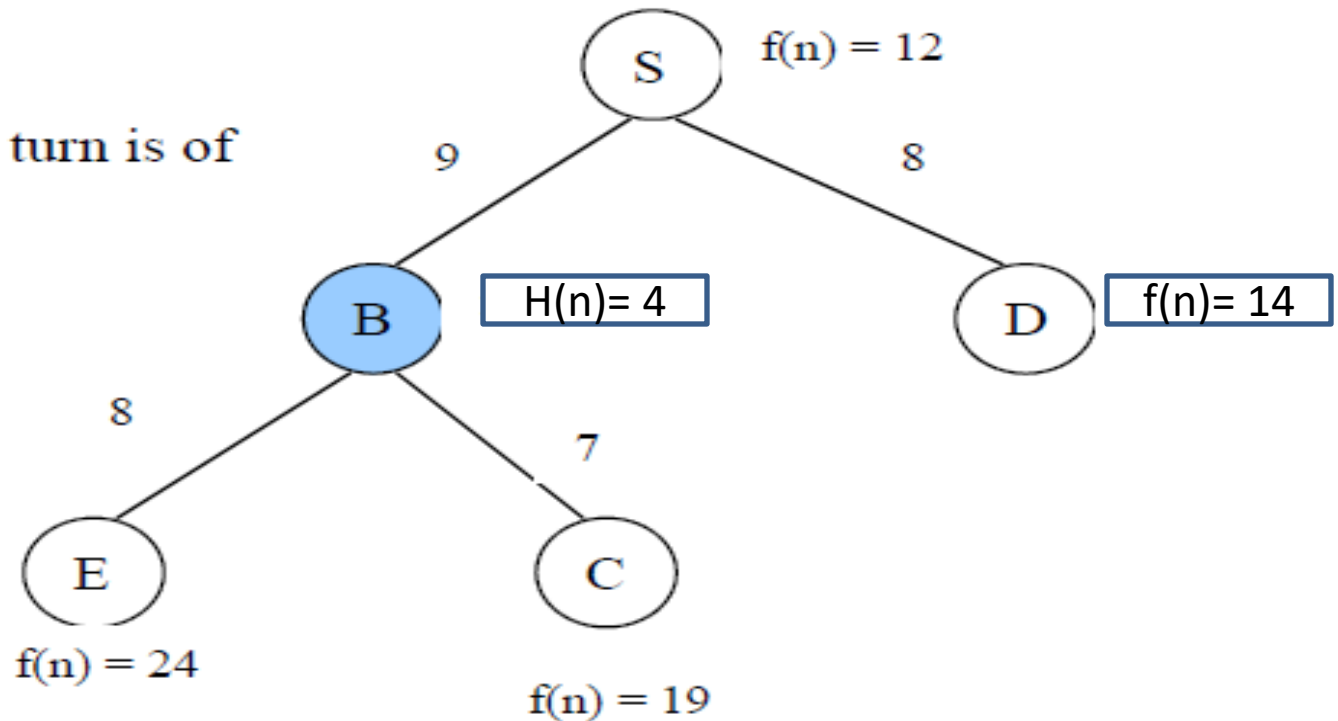 S
f(n) = 12
turn is of
9
8
B
H(n)= 4
D
f(n)= 14
8
7
E
C
f(n) = 24
f(n) = 19